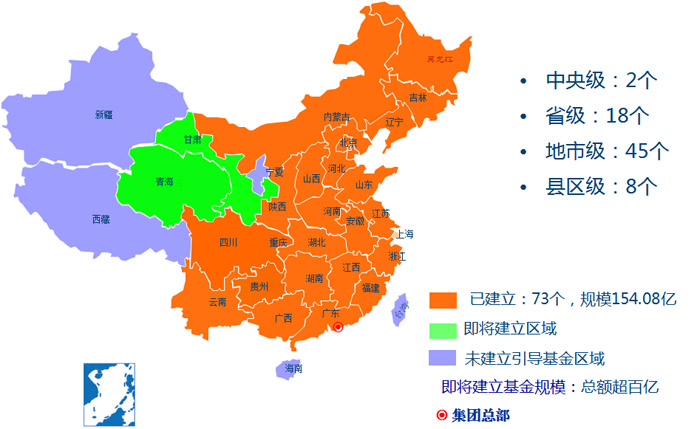 黑龙江
吉林
辽宁
内蒙古
北京
新疆
甘肃
宁夏
河北
山西
山东
青海
陕西
河南
江苏
安徽
西藏
上海
四川
重庆
湖北
浙江
江西
湖南
贵州
福建
云南
广西
广东
台湾
海南
• 中央级：2个
• 省级：18个
• 地市级：45个
• 县区级：8个
已建立：73个，规模154.08亿
即将建立区域
未建立引导基金区域
即将建立基金规模：总额超百亿
集团总部